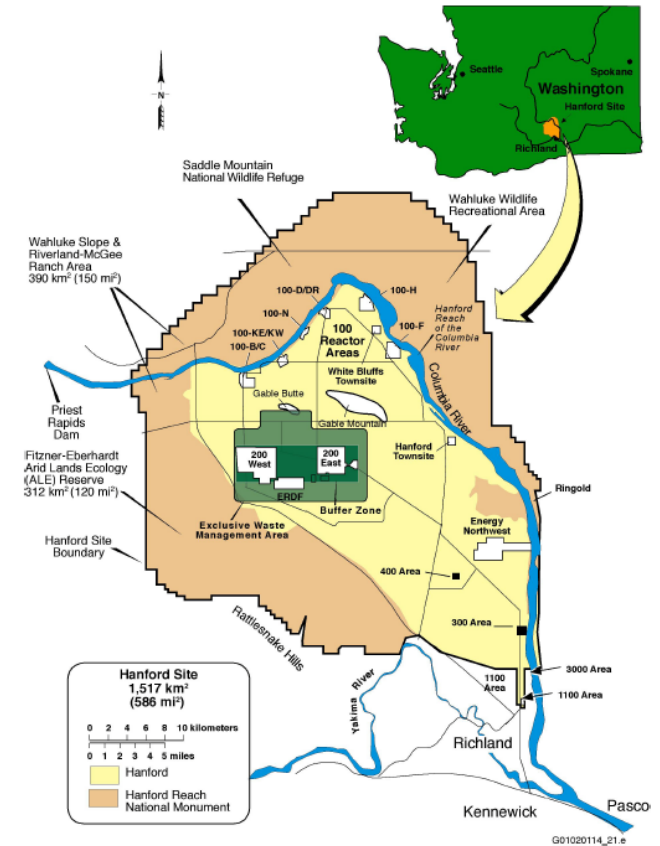 Seattle
Spokane
Washington
Hanford Site
Richland
N
Saddle Mountain
National Wildlife Refuge
Wahluke Wildlife
Recreational Area
Wahluke Slope &
Riverland-McGee
Ranch Area
390 km² (150 mi²)
100-D/DR
100-H
100-N
100-F
Hanford
Reach
of the
Columbia
River
100-KE/KW
100-B/C
100
Reactor
Areas
White Bluffs
Townsite
Columbia River
Priest
Rapids
Dam
Gable Butte
Gable Mountain
Fitzner-Eberhardt
Arid Lands Ecology
(ALE) Reserve
312 km² (120 mi²)
200
West
200
East
ERDF
Buffer Zone
Exclusive Waste
Management Area
Hanford
Townsite
Ringold
Energy
Northwest
Hanford Site
Boundary
400 Area
300 Area
Rattlesnake Hills
3000 Area
1100
Area
1100 Area
Yakima River
Richland
Kennewick
Pasco
Hanford Site
1,517 km²
(586 mi²)
0 2 4 6 8 10 kilometers
0 1 2 3 4 5 miles
Hanford
Hanford Reach
National Monument
G01020114_21.e